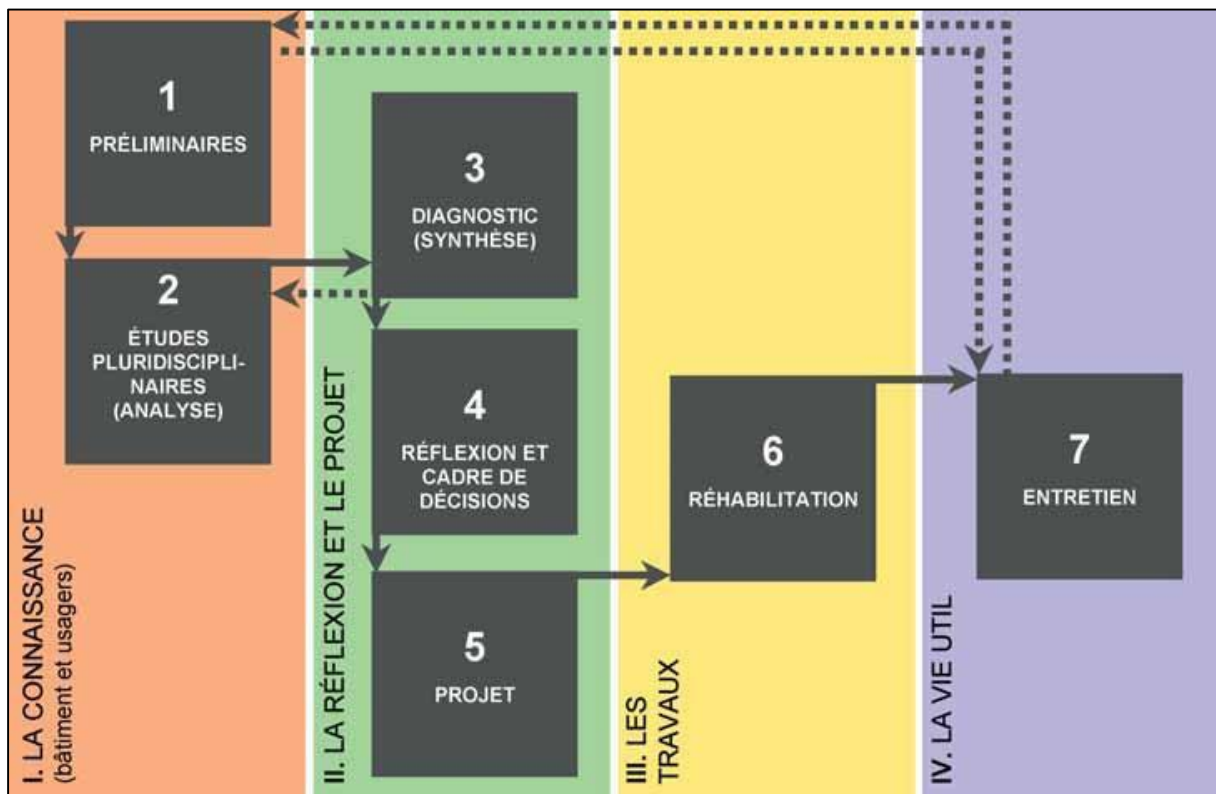 1
PRÉLIMINAIRES
2
ÉTUDES
PLURIDISCIPLI-
NAIRES
(ANALYSE)
I. LA CONNAISSANCE
(bâtiment et usagers)
3
DIAGNOSTIC
(SYNTHÈSE)
4
RÉFLEXION ET
CADRE DE
DÉCISIONS
5
PROJET
II. LA RÉFLEXION ET LE PROJET
6
RÉHABILITATION
III. LES
TRAVAUX
7
ENTRETIEN
IV. LA VIE UTIL